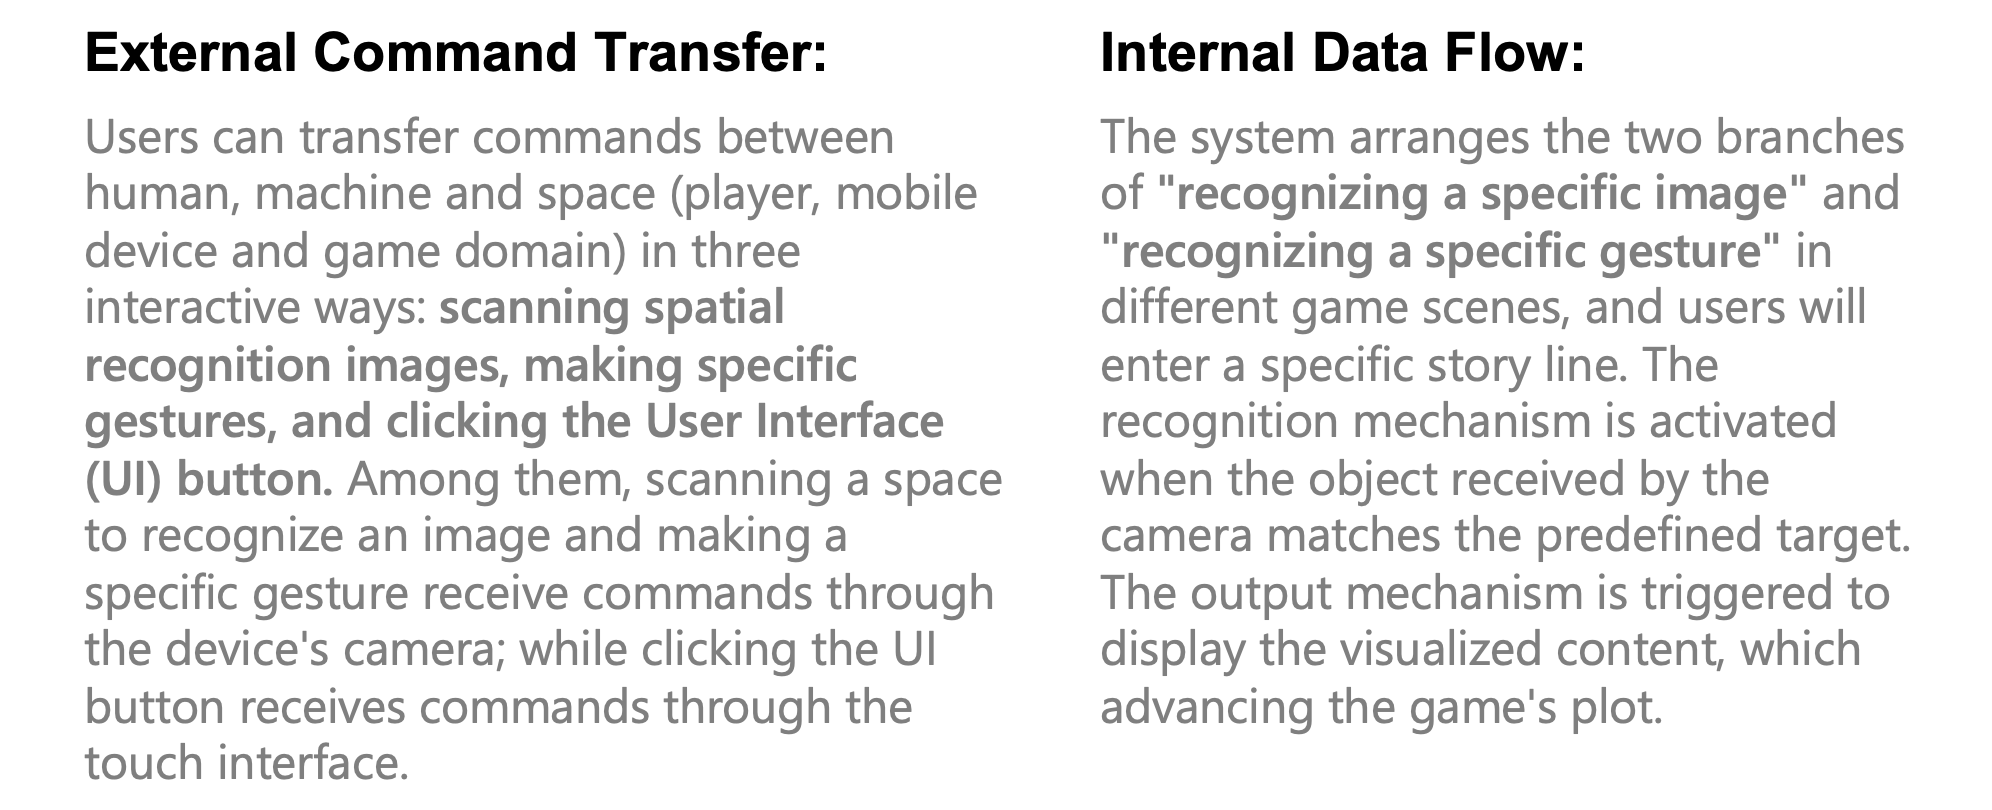 External Command Transfer:
Users can transfer commands between
human, machine and space (player, mobile
device and game domain) in three
interactive ways: scanning spatial
recognition images, making specific
gestures, and clicking the User Interface
(UI) button. Among them, scanning a space
to recognize an image and making a
specific gesture receive commands through
the device's camera; while clicking the UI
button receives commands through the
touch interface.
Internal Data Flow:
The system arranges the two branches
of "recognizing a specific image" and
"recognizing a specific gesture" in
different game scenes, and users will
enter a specific story line. The
recognition mechanism is activated
when the object received by the
camera matches the predefined target.
The output mechanism is triggered to
display the visualized content, which
advancing the game's plot.